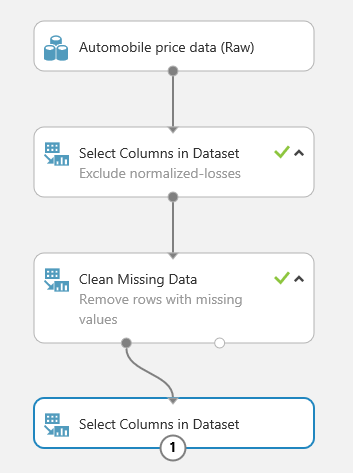 Automobile price data (Raw)
Select Columns in Dataset
Exclude normalized-losses
Clean Missing Data
Remove rows with missing
values
Select Columns in Dataset
1